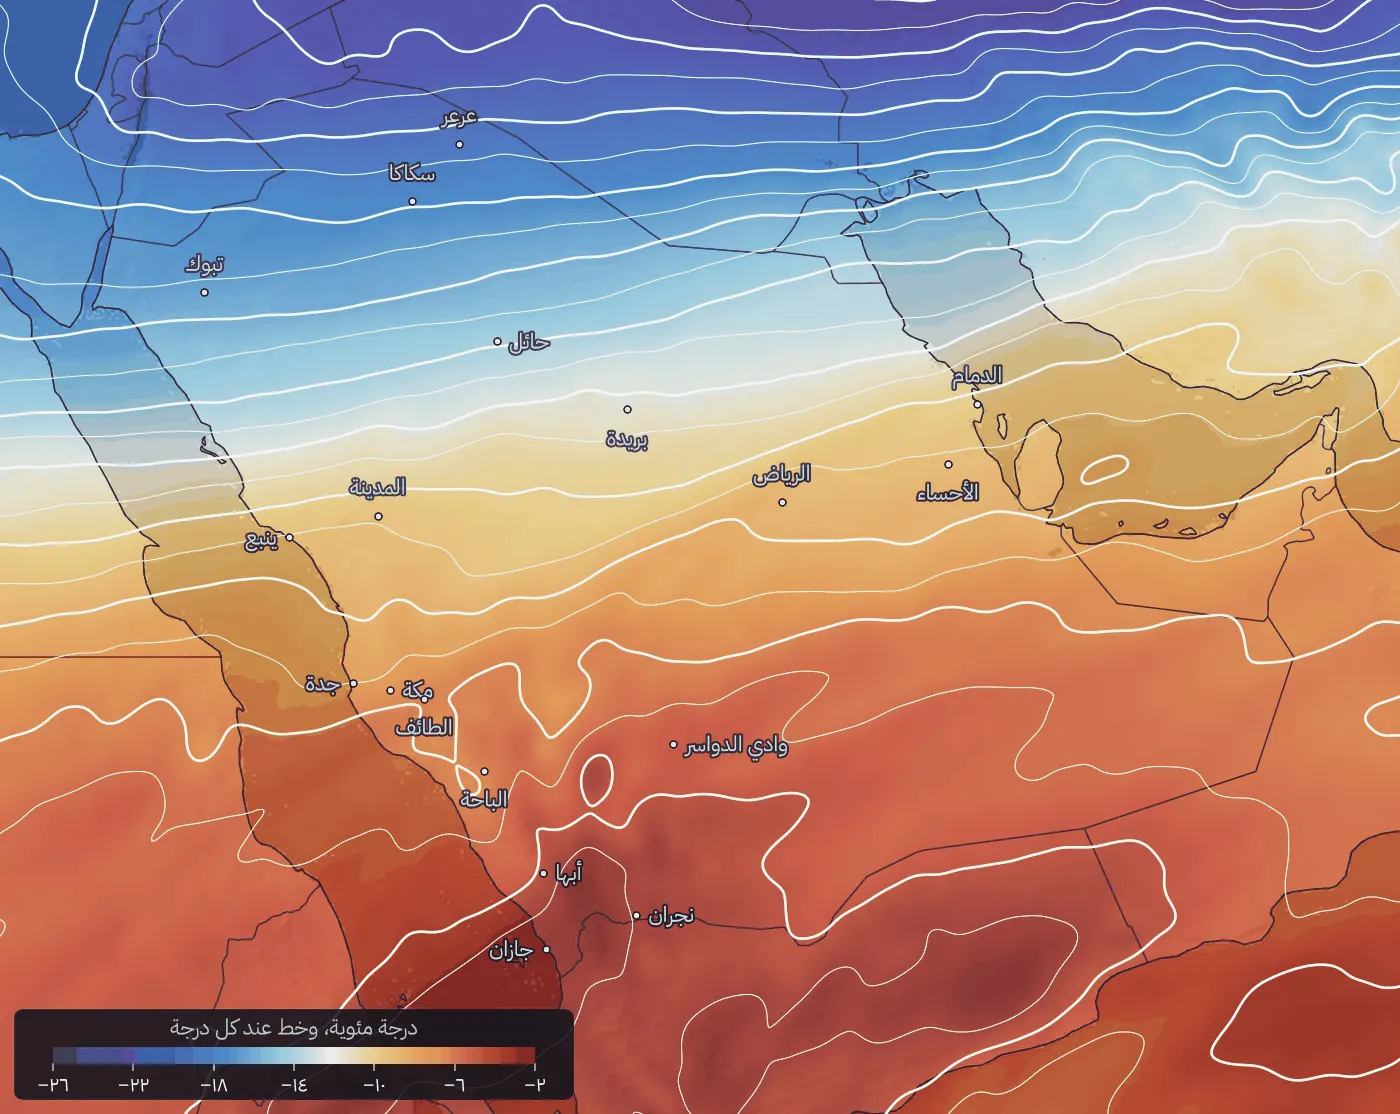 عرعر
سكاكا
تبوك
حائل
الدمام
بريدة
الرياض
المدينة
الأحساء
ينبع
جدة
مكة
الطائف
وادي الدواسر
الباحة
أبها
نجران
جازان
درجة مئوية، وخط عند كل درجة
−٢٦ −٢٢ −١٨ −١٤ −١٠ −٦ −٢